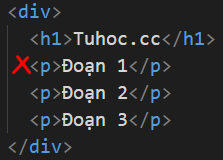 <div>
<h1>Tuhoc.cc</h1>
<p>Đoạn 1</p>
<p>Đoạn 2</p>
<p>Đoạn 3</p>
</div>